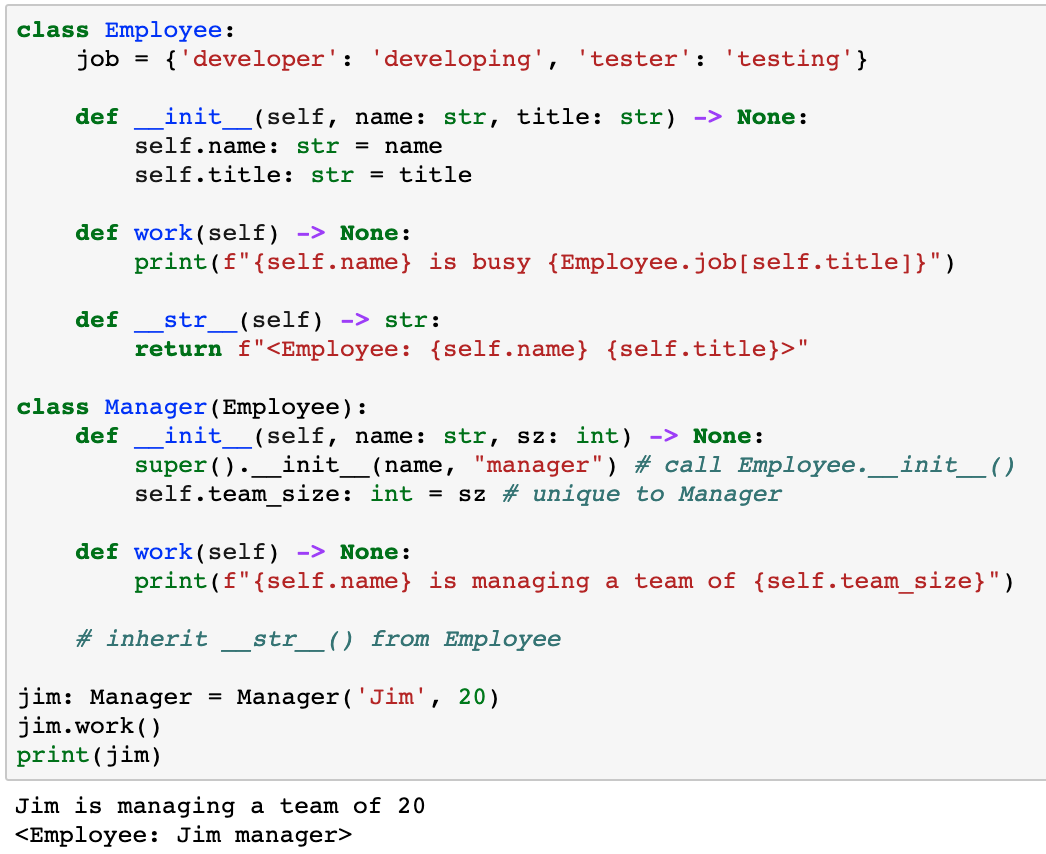 class Employee:
    job = {'developer': 'developing', 'tester': 'testing'}

    def __init__(self, name: str, title: str) -> None:
        self.name: str = name
        self.title: str = title

    def work(self) -> None:
        print(f"{self.name} is busy {Employee.job[self.title]}")

    def __str__(self) -> str:
        return f"<Employee: {self.name} {self.title}>"

class Manager(Employee):
    def __init__(self, name: str, sz: int) -> None:
        super().__init__(name, "manager") # call Employee.__init__()
        self.team_size: int = sz # unique to Manager

    def work(self) -> None:
        print(f"{self.name} is managing a team of {self.team_size}")

    # inherit __str__() from Employee

jim: Manager = Manager('Jim', 20)
jim.work()
print(jim)
Jim is managing a team of 20
<Employee: Jim manager>